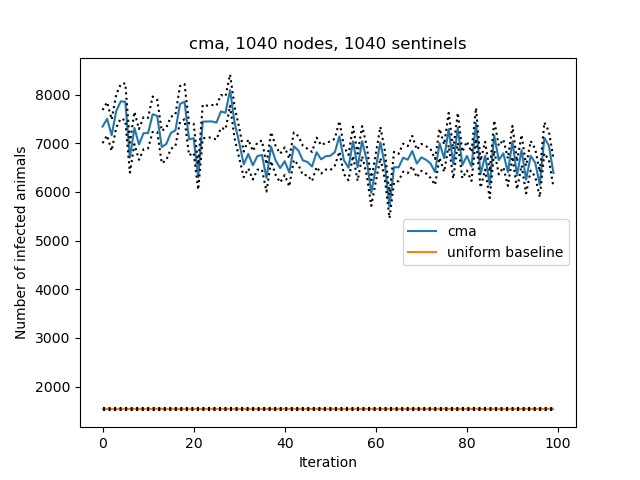 cma, 1040 nodes, 1040 sentinels
Number of infected animals
8000
7000
6000
5000
4000
3000
2000
cma
uniform baseline
0
20
40
60
80
100
Iteration